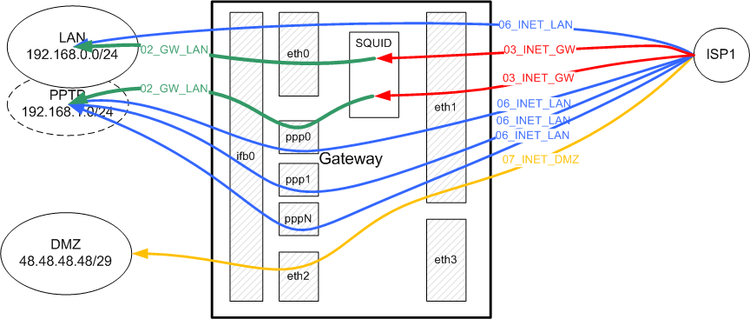 LAN
192.168.0.0/24
PPTP
192.168.1.0/24
DMZ
48.48.48.48/29
02_GW_LAN
02_GW_LAN
ifb0
eth0
ppp0
ppp1
pppN
eth2
SQUID
Gateway
eth1
eth3
06_INET_LAN
03_INET_GW
03_INET_GW
06_INET_LAN
06_INET_LAN
06_INET_LAN
07_INET_DMZ
ISP1